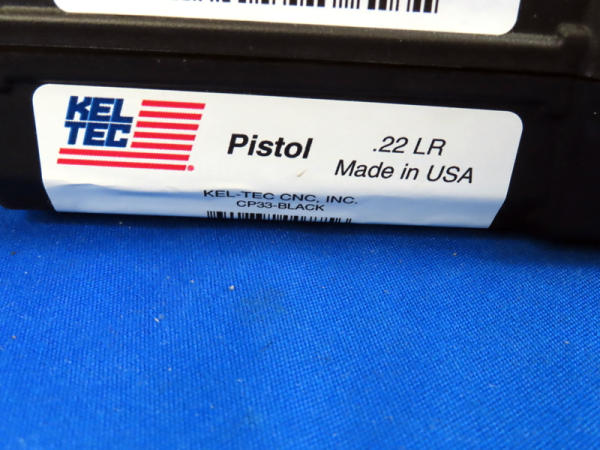 KEL
TEC
Pistol
.22 LR
Made in USA
KEL-TEC CNC, INC.
CP33-BLACK